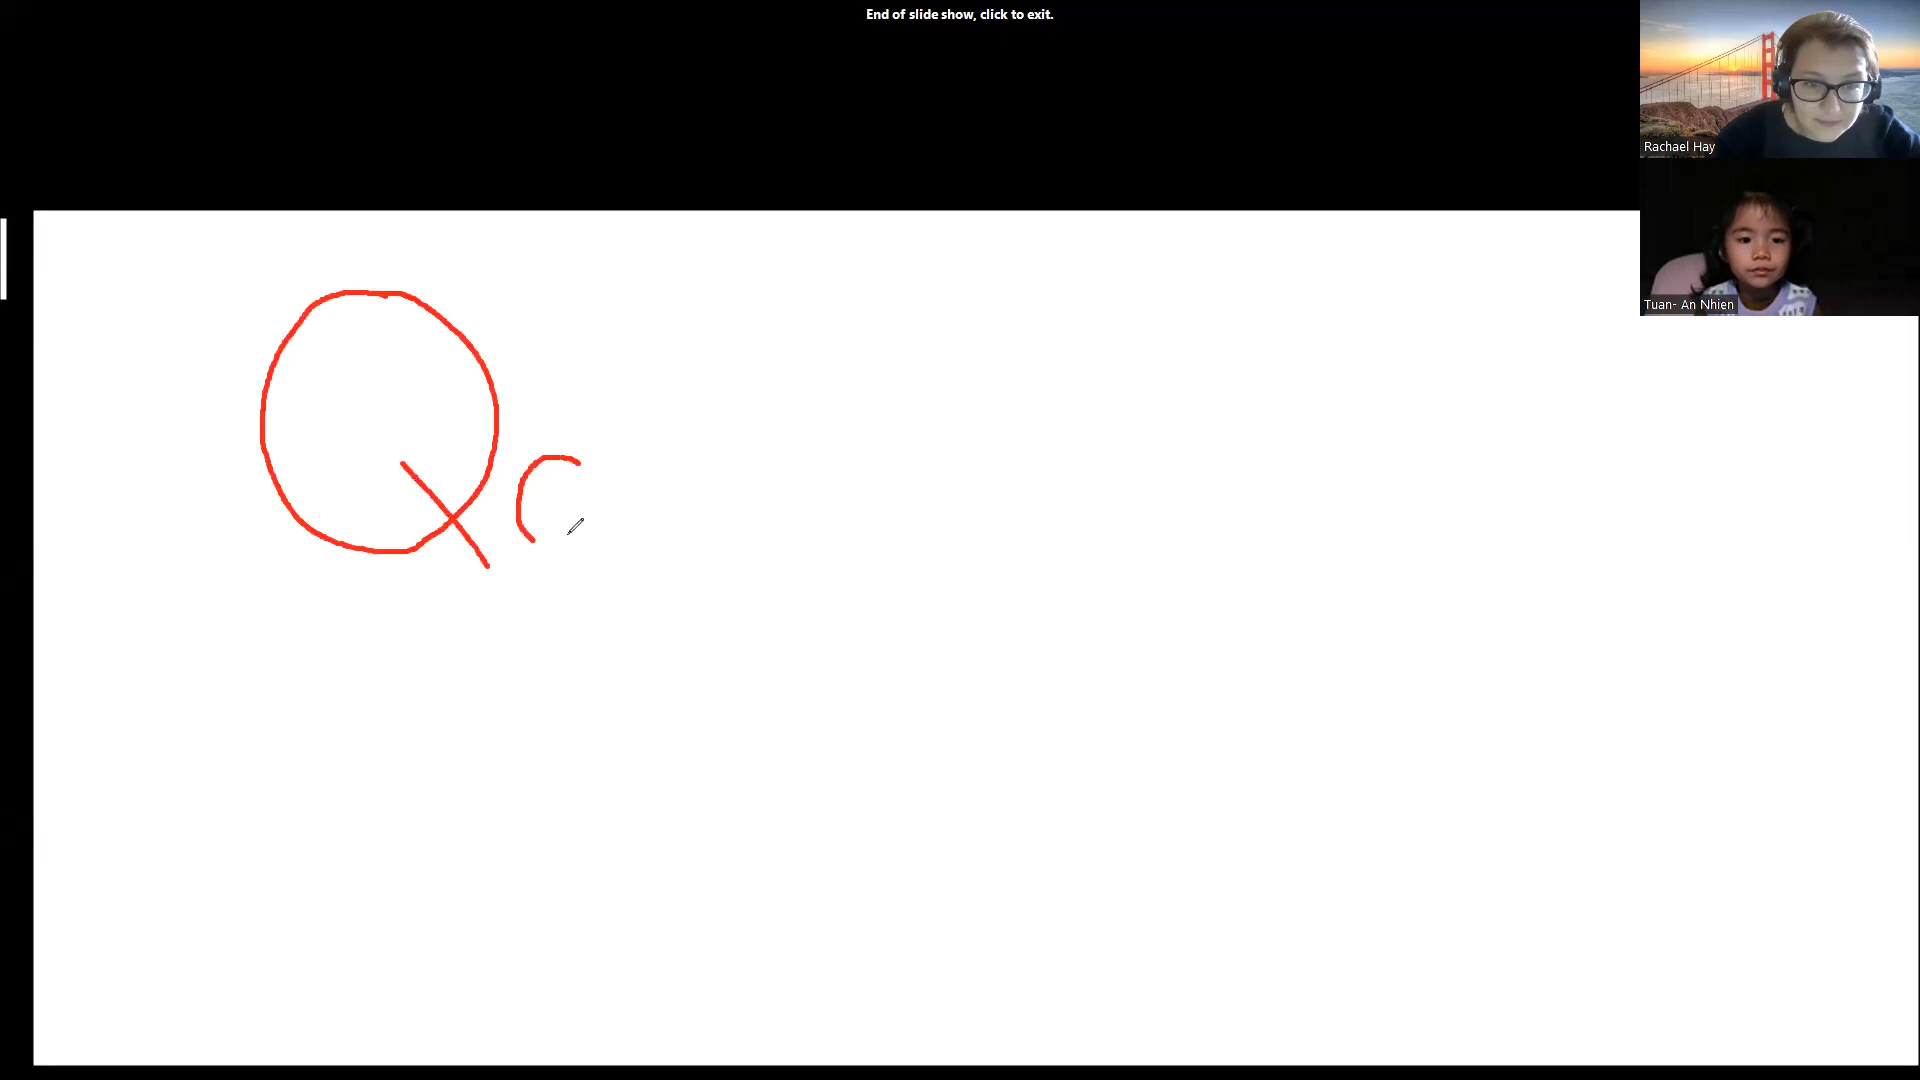 End of slide show, click to exit.
Rachael Hay
Tuan- An Nhien
Q